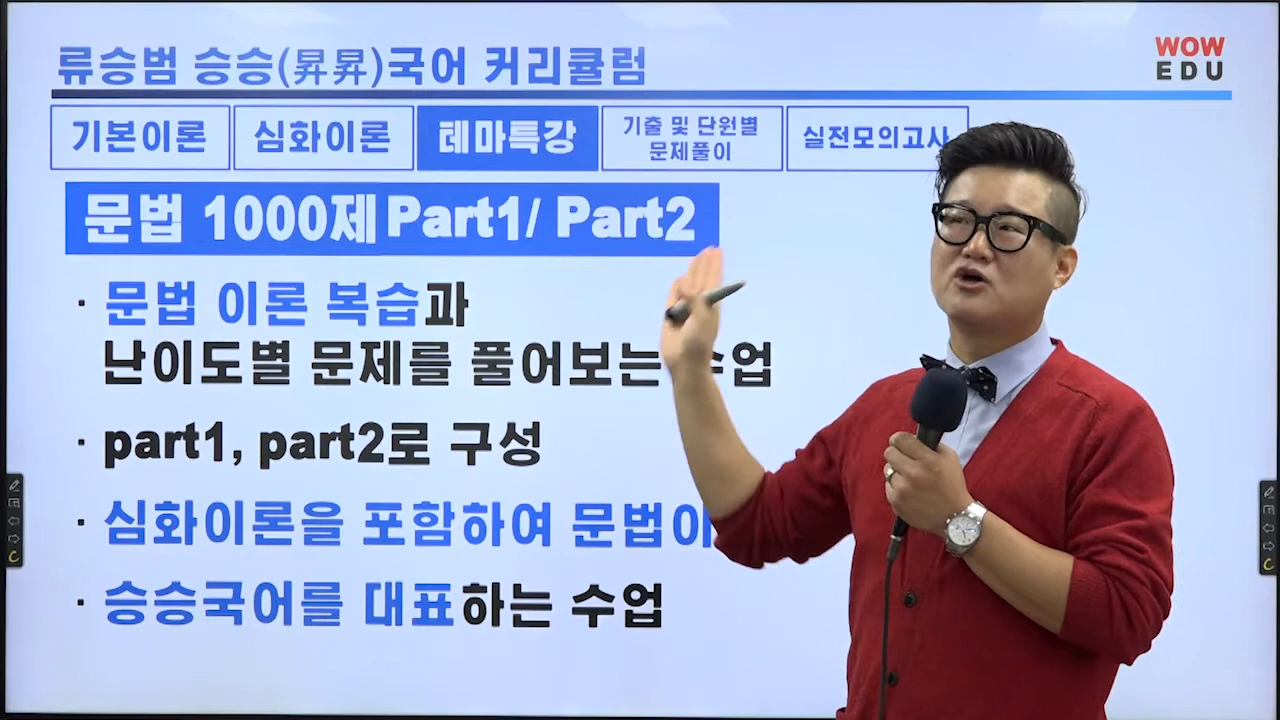 류승범 승승(昇昇)국어 커리큘럼
WOW
EDU
기본이론
심화이론
테마특강
기출 및 단원별
문제풀이
실전모의고사
문법 1000제 Part1/ Part2
· 문법 이론 복습과
난이도별 문제를 풀어보는 수업
· part1, part2로 구성
· 심화이론을 포함하여 문법이
· 승승국어를 대표하는 수업